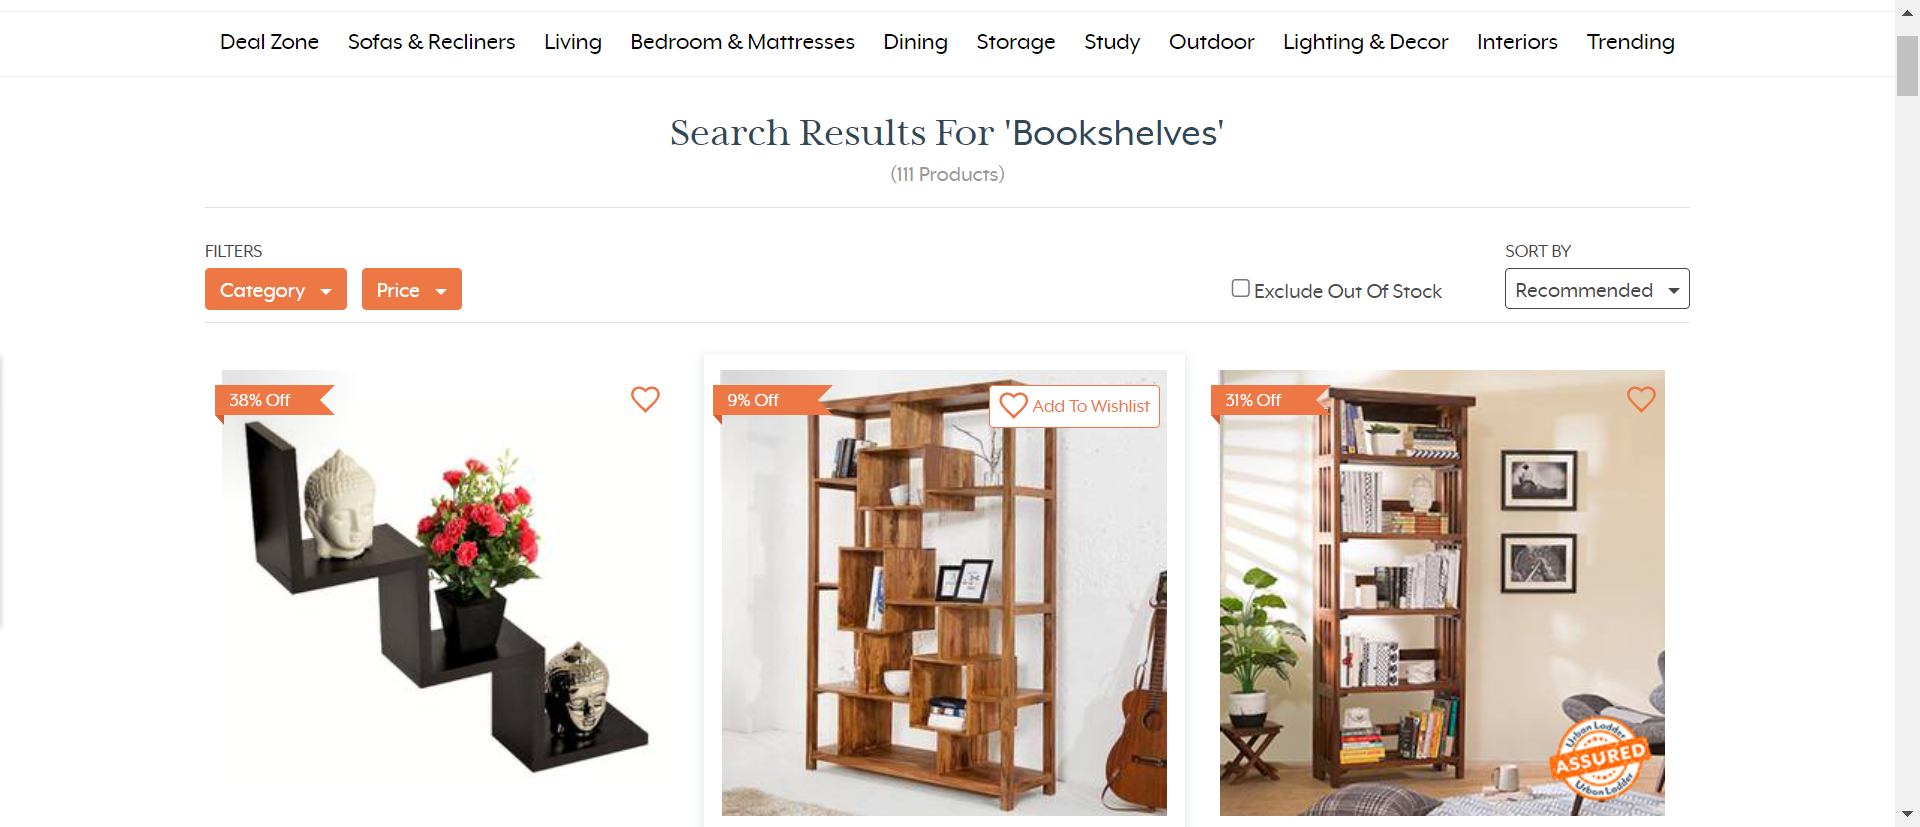 Deal Zone Sofas & Recliners Living Bedroom & Mattresses Dining Storage Study Outdoor Lighting & Decor Interiors Trending
Search Results For 'Bookshelves'
(111 Products)
FILTERS
SORT BY
Category Price
Exclude Out Of Stock
Recommended
38% Off
9% Off
Add To Wishlist
31% Off
Urban Ladder
ASSURED
Urban Ladder